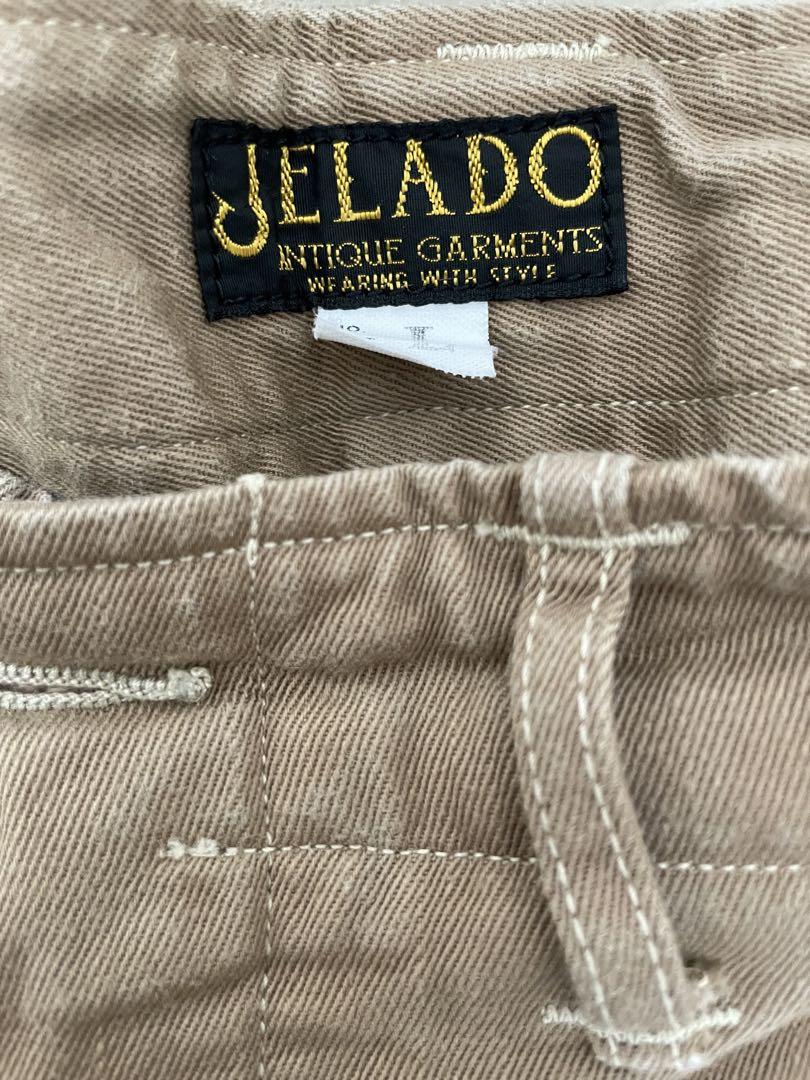 JELADO
ANTIQUE GARMENTS
WEARING WITH STYLE
L